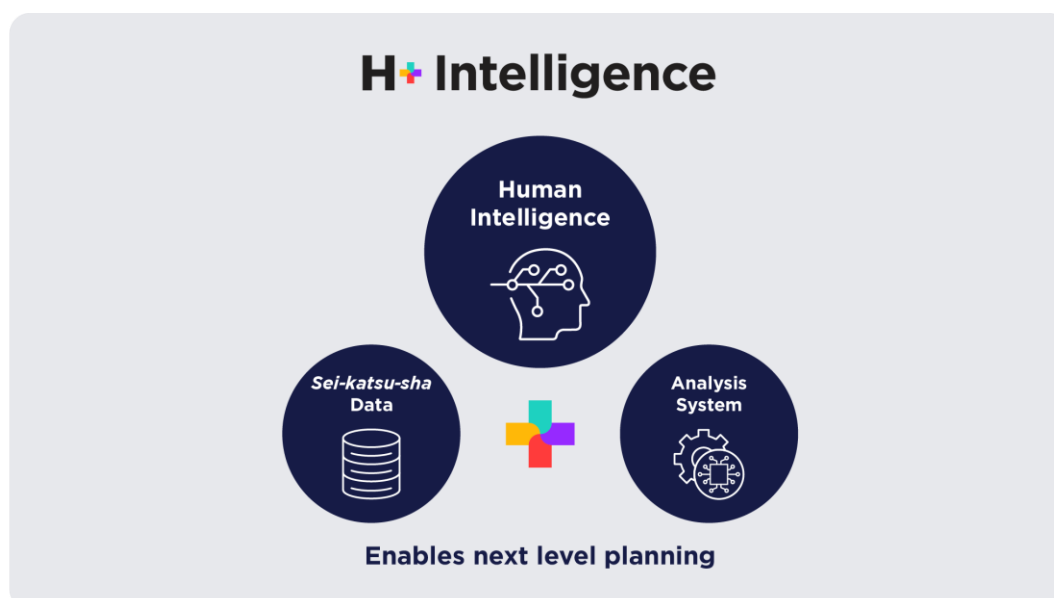 H+ Intelligence
Human
Intelligence
Sei-katsu-sha
Data
Analysis
System
Enables next level planning